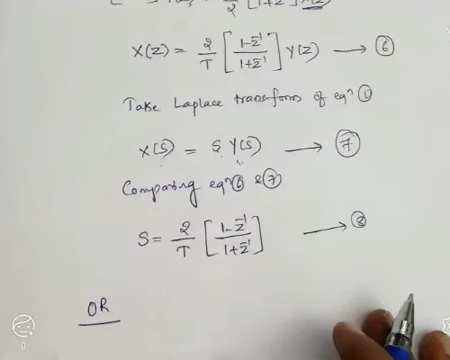 X(Z) = 2/T [1-Z⁻¹/1+Z⁻¹] Y(Z) → ⑥
Take Laplace transform of eqⁿ ①
X(S) = S Y(S) → ⑦
Comparing eqⁿ ⑥ & ⑦
S = 2/T [1-Z⁻¹/1+Z⁻¹] → ⑧
OR